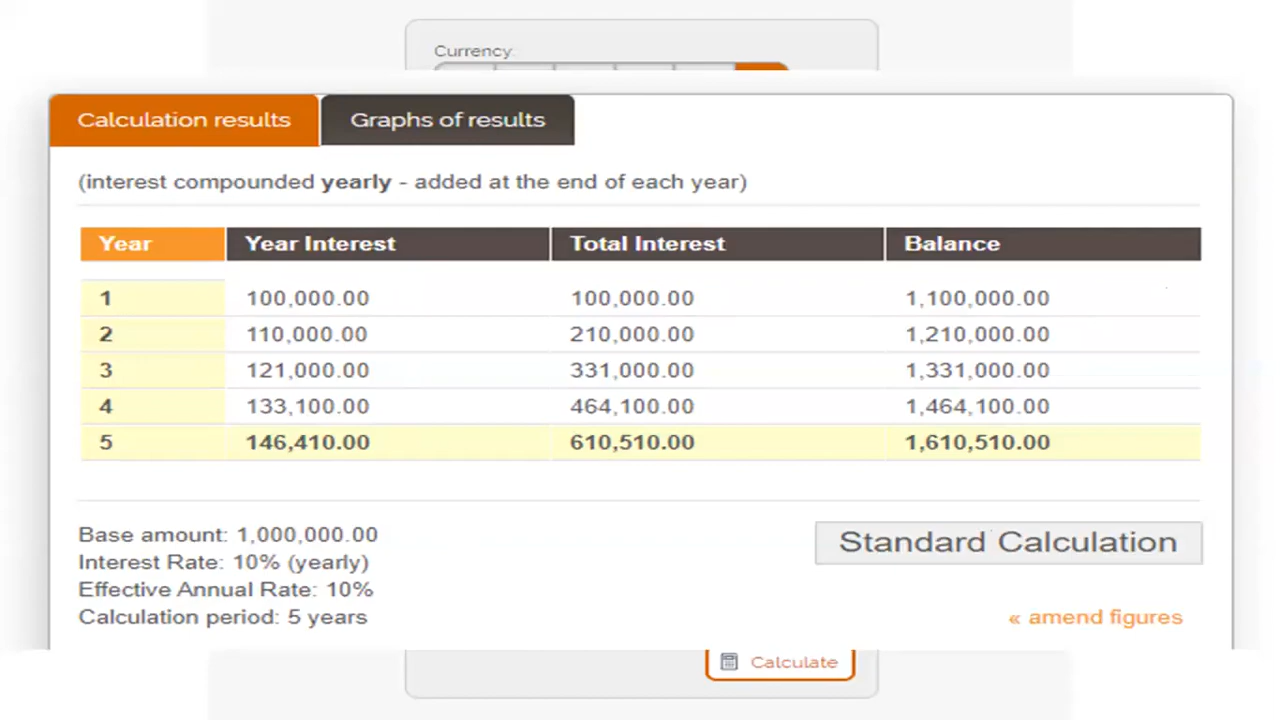 Currency:
Calculation results Graphs of results
(interest compounded yearly - added at the end of each year)
Year Year Interest Total Interest Balance
1 100,000.00 100,000.00 1,100,000.00
2 110,000.00 210,000.00 1,210,000.00
3 121,000.00 331,000.00 1,331,000.00
4 133,100.00 464,100.00 1,464,100.00
5 146,410.00 610,510.00 1,610,510.00
Base amount: 1,000,000.00
Standard Calculation
Interest Rate: 10% (yearly)
Effective Annual Rate: 10%
Calculation period: 5 years
« amend figures
Calculate